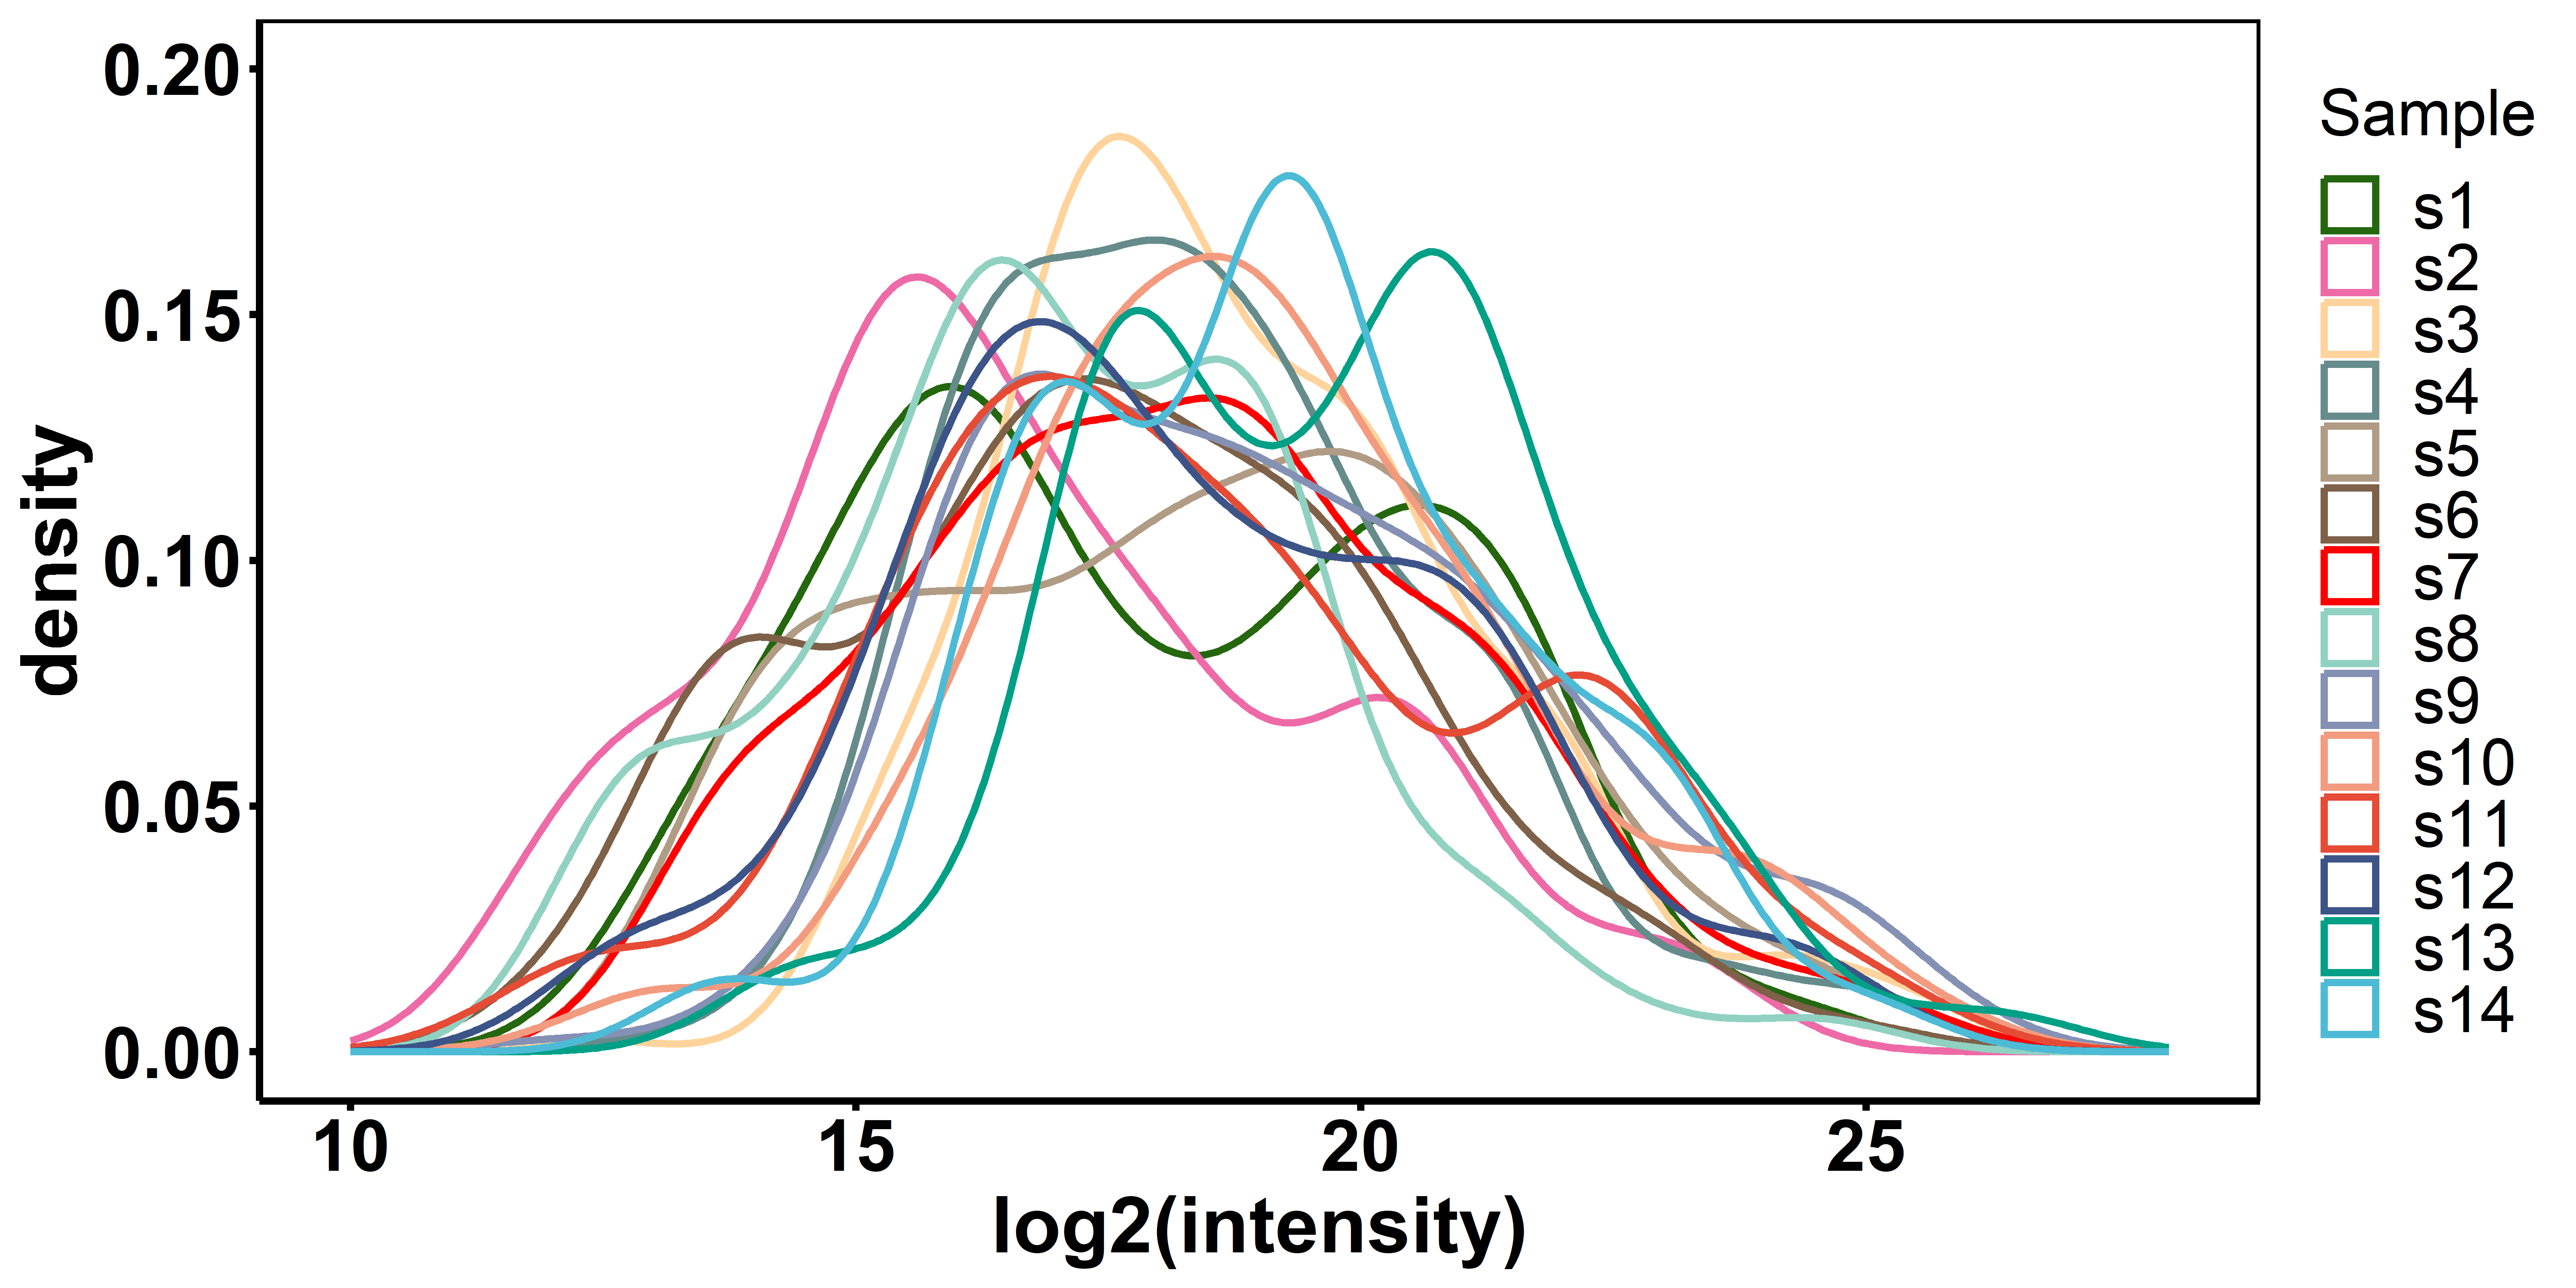 0.20
0.15
0.10
0.05
0.00
density
10 15 20 25
log2(intensity)
Sample
s1
s2
s3
s4
s5
s6
s7
s8
s9
s10
s11
s12
s13
s14